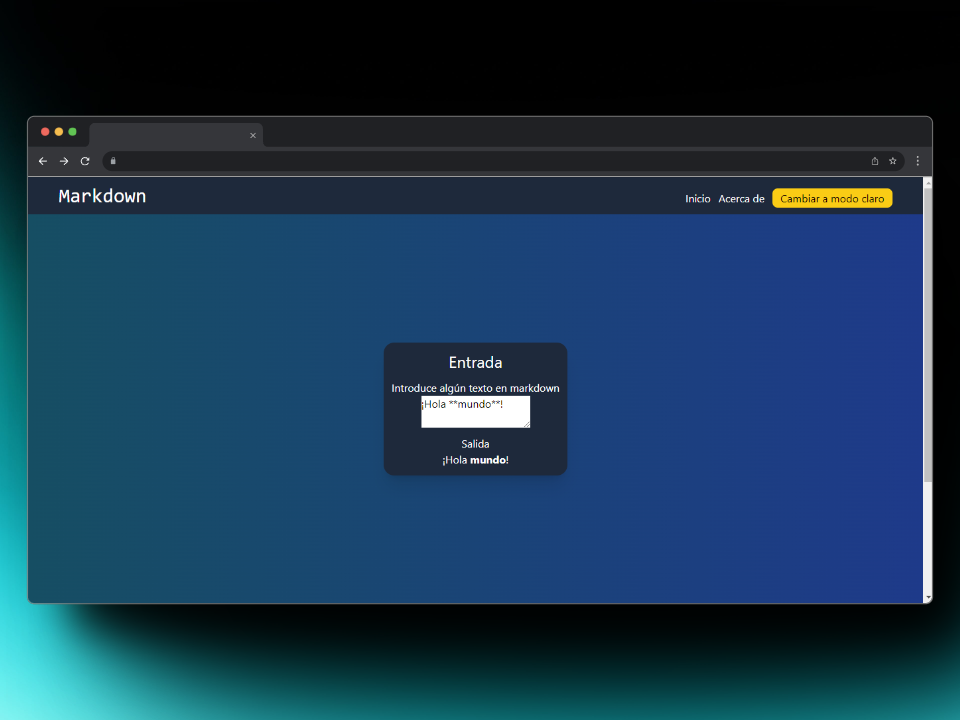 Markdown
Inicio Acerca de Cambiar a modo claro
Entrada
Introduce algún texto en markdown
¡Hola **mundo**!
Salida
¡Hola mundo!